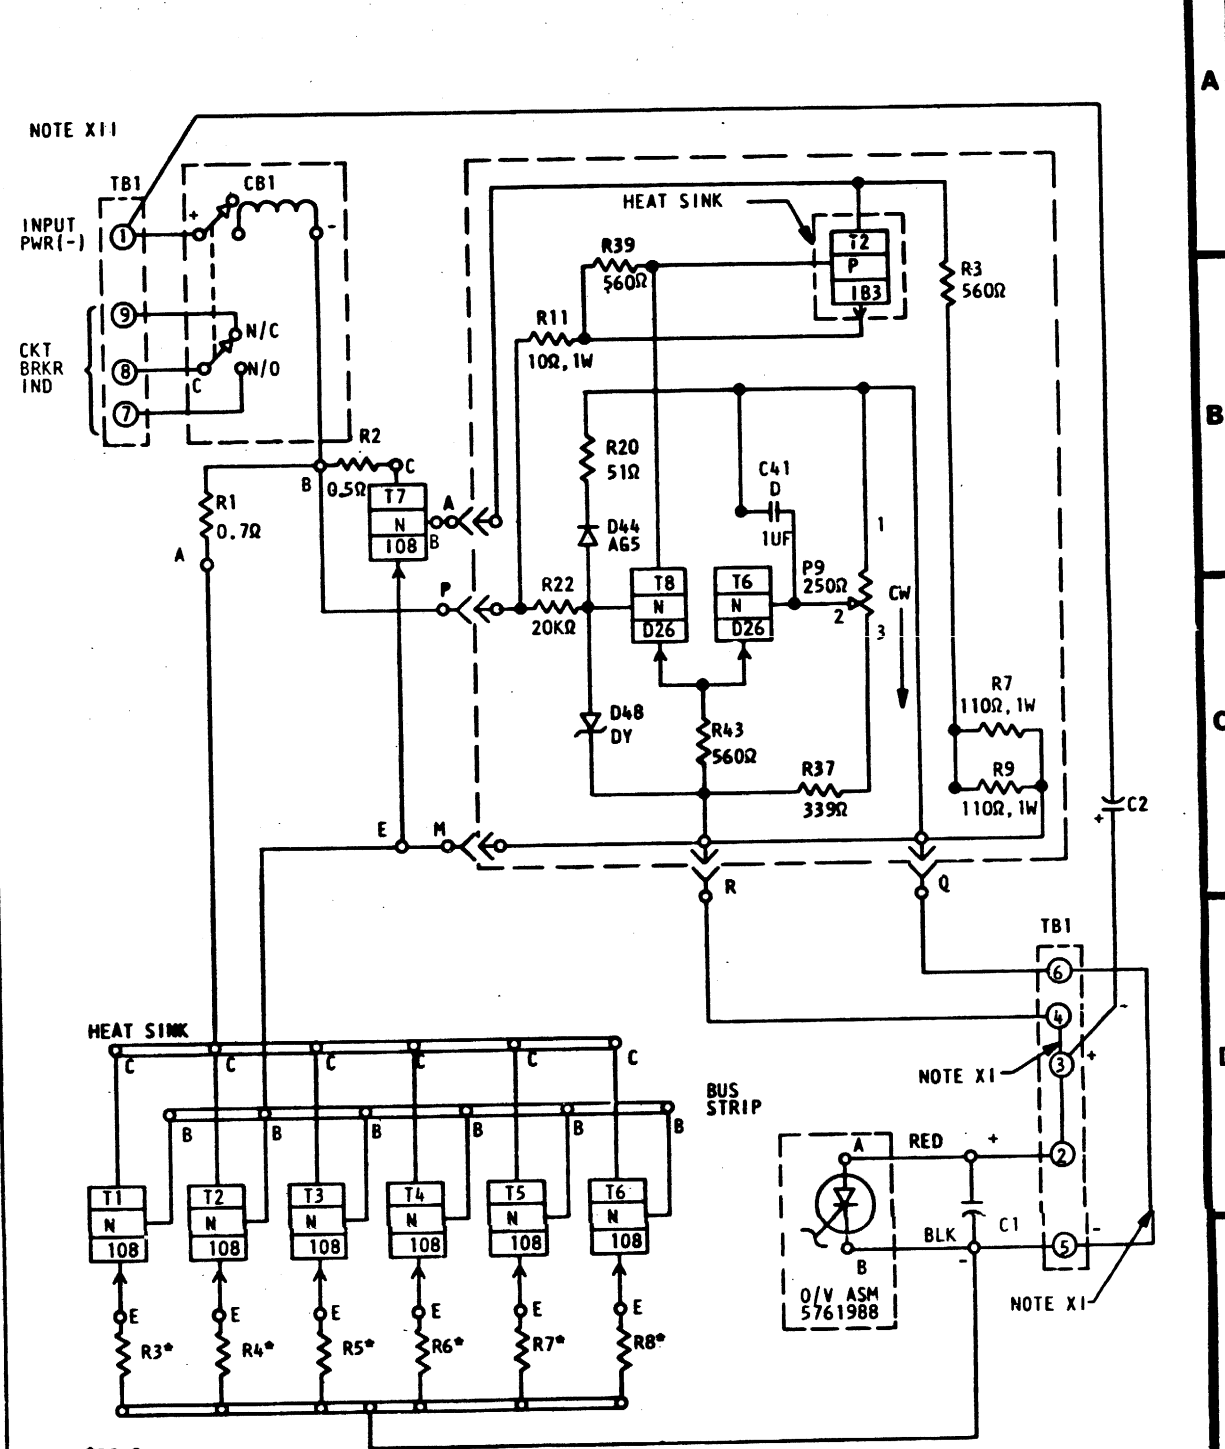 A
NOTE XII
TB1
CB1
INPUT
PWR(-)
1
+
-
HEAT SINK
T2
P
IB3
R39
560Ω
R3
560Ω
9
N/C
CKT
BRKR
IND
8
C
N/O
7
R11
10Ω,1W
B
R2
0.5Ω
C
B
R1
0.7Ω
A
T7
N
108
A
B
R20
51Ω
D44
AG5
C41
D
1UF
1
P9
250Ω
2
3
CW
P
R22
20KΩ
T8
N
D26
T6
N
D26
D48
DY
R43
560Ω
R37
339Ω
R7
110Ω,1W
R9
110Ω,1W
C
C2
+
-
E
M
R
Q
TB1
6
4
3
+
2
5
-
NOTE XI
HEAT SINK
C
C
C
C
C
C
BUS
STRIP
B
B
B
B
B
B
T1
N
108
T2
N
108
T3
N
108
T4
N
108
T5
N
108
T6
N
108
E
E
E
E
E
E
R3*
R4*
R5*
R6*
R7*
R8*
A
RED
+
BLK
C1
-
B
O/V ASM
5761988
NOTE XI